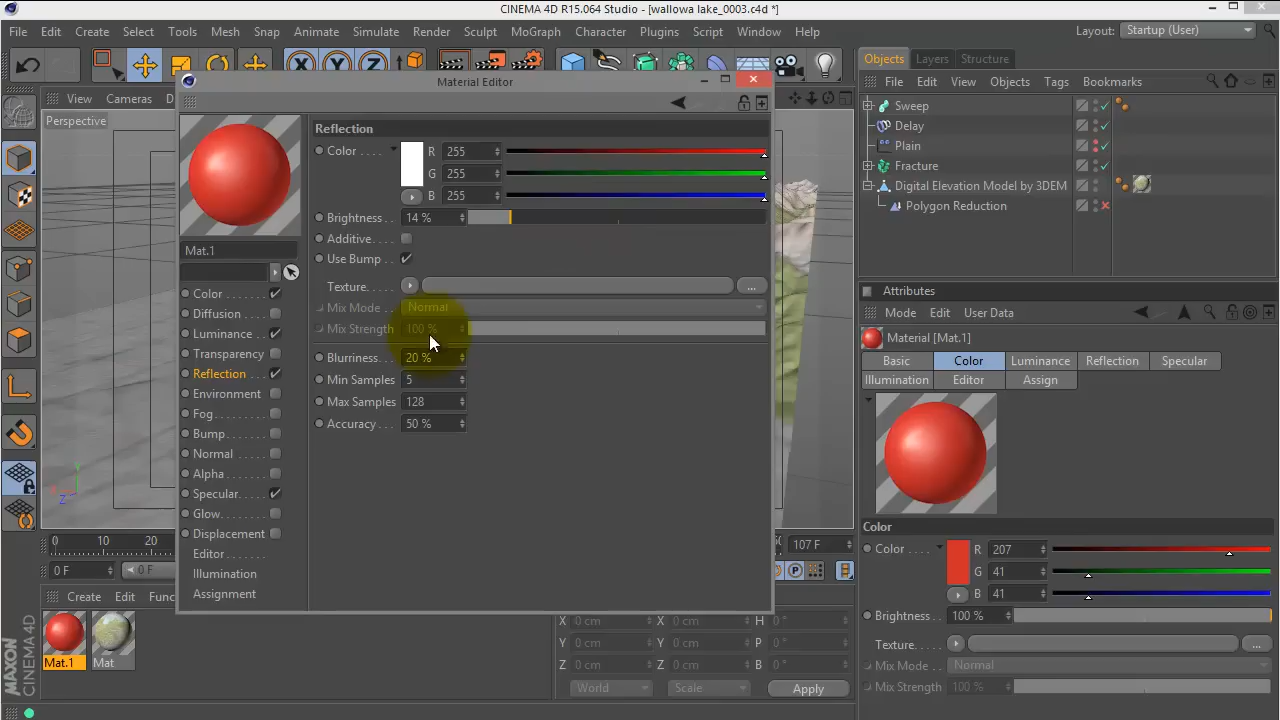 CINEMA 4D R15.064 Studio - [wallowa lake_0003.c4d *]
File Edit Create Select Tools Mesh Snap Animate Simulate Render Sculpt MoGraph Character Plugins Script Window Help
Layout: Startup (User)
Objects Layers Structure
File Edit View Objects Tags Bookmarks
Sweep
Delay
Plain
Fracture
Digital Elevation Model by 3DEM
Polygon Reduction
View Cameras D
Perspective
Material Editor
Mat.1
Color
Diffusion
Luminance
Transparency
Reflection
Environment
Fog
Bump
Normal
Alpha
Specular
Glow
Displacement
Editor
Illumination
Assignment
Reflection
Color R 255
G 255
B 255
Brightness 14 %
Additive
Use Bump
Texture ...
Mix Mode Normal
Mix Strength 100 %
Blurriness 20 %
Min Samples 5
Max Samples 128
Accuracy 50 %
Attributes
Mode Edit User Data
Material [Mat.1]
Basic Color Luminance Reflection Specular
Illumination Editor Assign
Color
Color R 207
G 41
B 41
Brightness 100 %
Texture ...
Mix Mode Normal
Mix Strength 100 %
0 10 20
107 F
0 F 0 F
Create Edit Func
Mat.1 Mat
X 0 cm X 0 cm H 0 °
Y 0 cm Y 0 cm P 0 °
Z 0 cm Z 0 cm B 0 °
World Scale Apply
MAXON
CINEMA 4D
X Y Z
Y
Z
P